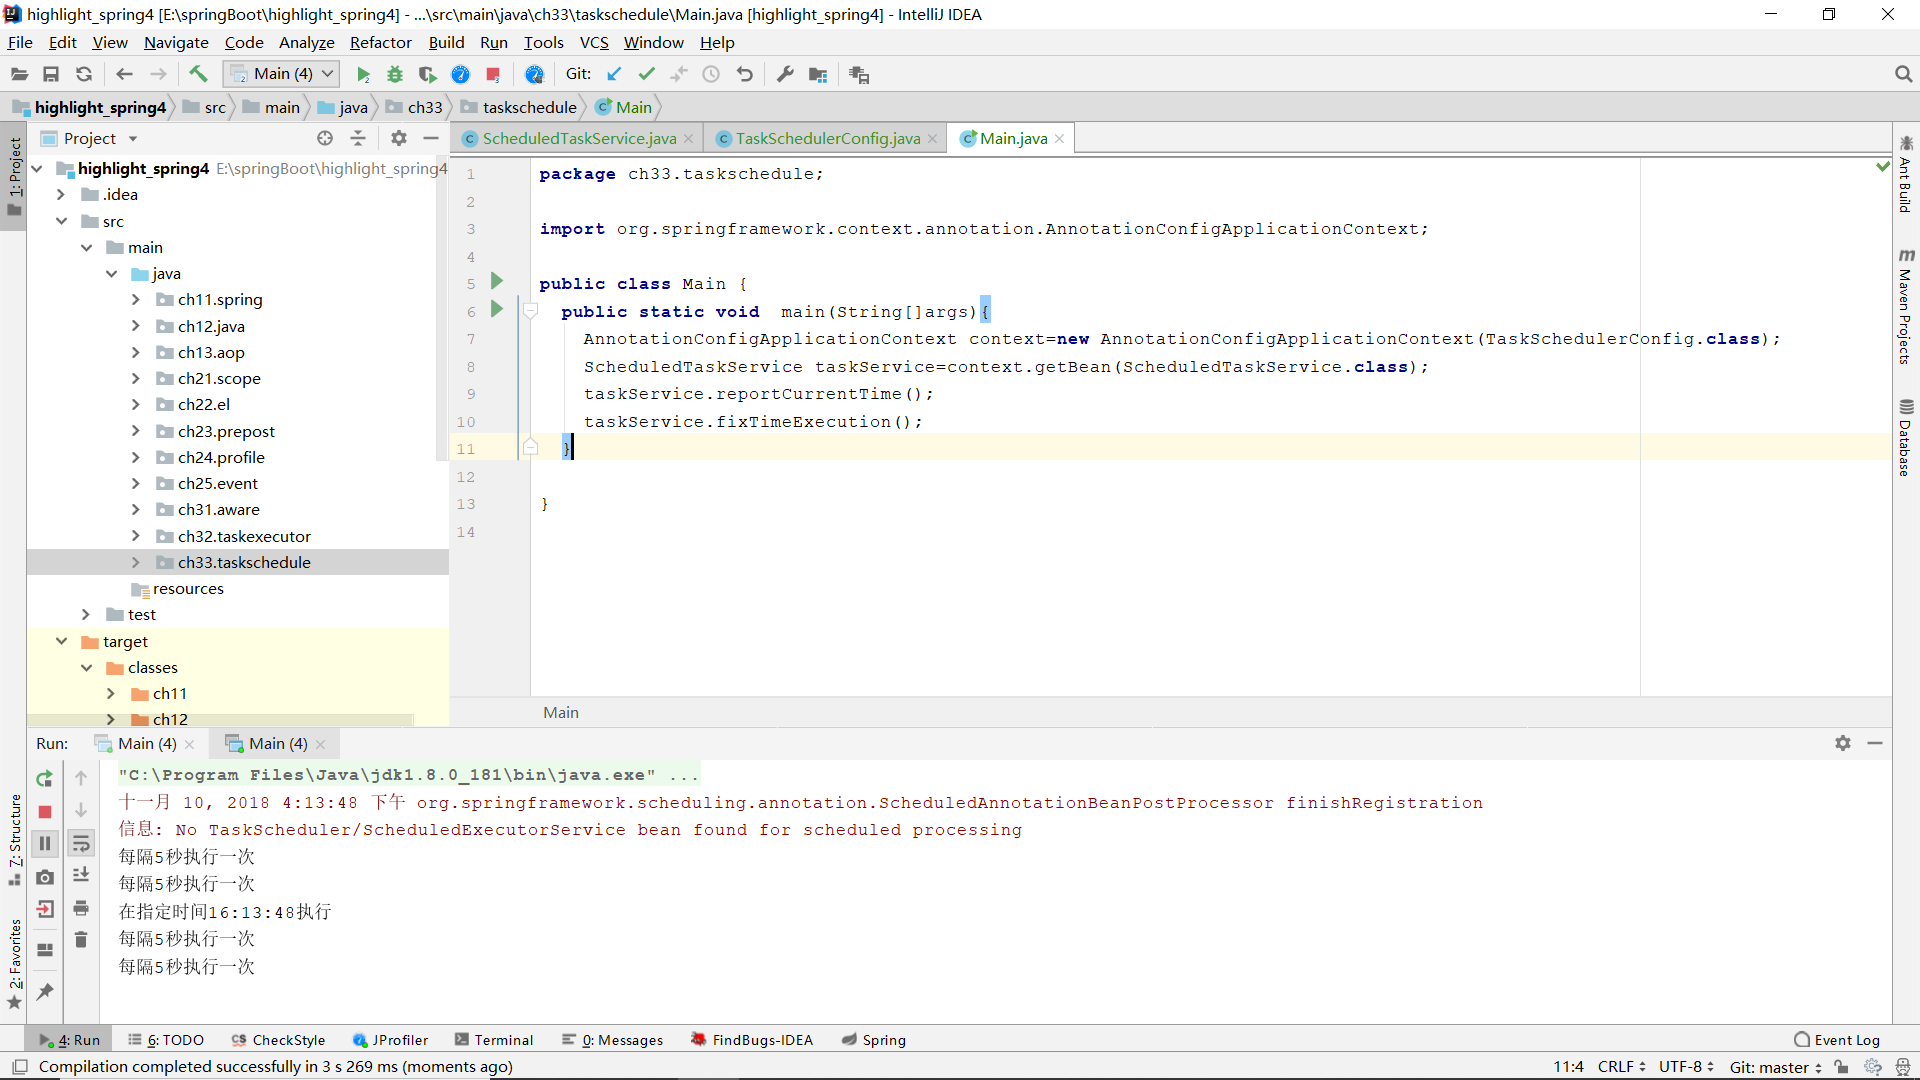 highlight_spring4 [E:\springBoot\highlight_spring4] - ...\src\main\java\ch33\taskschedule\Main.java [highlight_spring4] - IntelliJ IDEA
File Edit View Navigate Code Analyze Refactor Build Run Tools VCS Window Help
Main (4) Git:
highlight_spring4 src main java ch33 taskschedule Main
Project
ScheduledTaskService.java TaskSchedulerConfig.java Main.java
1: Project
highlight_spring4 E:\springBoot\highlight_spring4
.idea
src
main
java
ch11.spring
ch12.java
ch13.aop
ch21.scope
ch22.el
ch23.prepost
ch24.profile
ch25.event
ch31.aware
ch32.taskexecutor
ch33.taskschedule
resources
test
target
classes
ch11
ch12
1 package ch33.taskschedule;
2
3 import org.springframework.context.annotation.AnnotationConfigApplicationContext;
4
5 public class Main {
6 public static void  main(String[]args){
7 AnnotationConfigApplicationContext context=new AnnotationConfigApplicationContext(TaskSchedulerConfig.class);
8 ScheduledTaskService taskService=context.getBean(ScheduledTaskService.class);
9 taskService.reportCurrentTime();
10 taskService.fixTimeExecution();
11 }
12
13 }
14
Main
Ant Build
Maven Projects
Database
Run: Main (4) Main (4)
"C:\Program Files\Java\jdk1.8.0_181\bin\java.exe" ...
十一月 10, 2018 4:13:48 下午 org.springframework.scheduling.annotation.ScheduledAnnotationBeanPostProcessor finishRegistration
信息: No TaskScheduler/ScheduledExecutorService bean found for scheduled processing
每隔5秒执行一次
每隔5秒执行一次
在指定时间16:13:48执行
每隔5秒执行一次
每隔5秒执行一次
7: Structure
2: Favorites
4: Run 6: TODO CheckStyle JProfiler Terminal 0: Messages FindBugs-IDEA Spring Event Log
Compilation completed successfully in 3 s 269 ms (moments ago) 11:4 CRLF UTF-8 Git: master